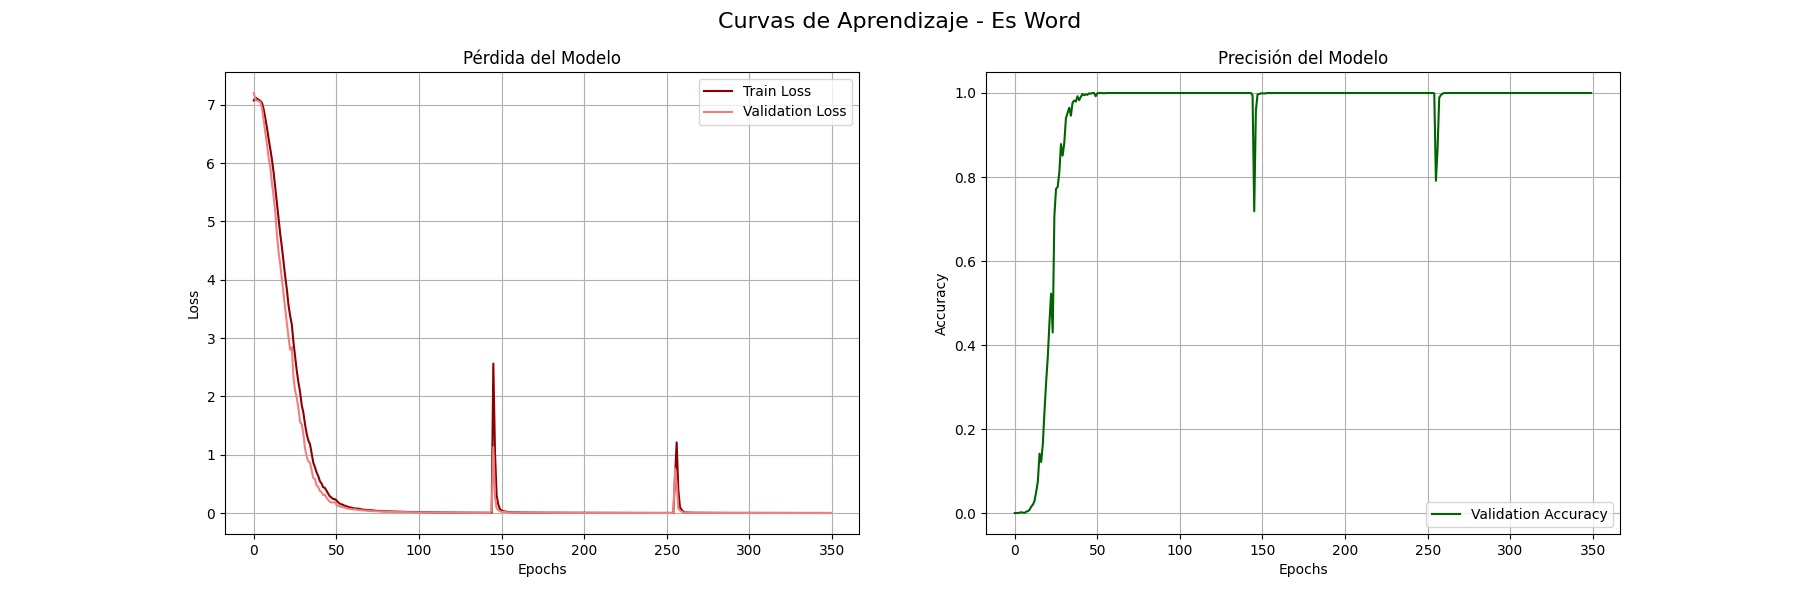 Curvas de Aprendizaje - Es Word
Pérdida del Modelo
Train Loss
Validation Loss
Loss
7
6
5
4
3
2
1
0
0 50 100 150 200 250 300 350
Epochs
Precisión del Modelo
Accuracy
1.0
0.8
0.6
0.4
0.2
0.0
Validation Accuracy
0 50 100 150 200 250 300 350
Epochs